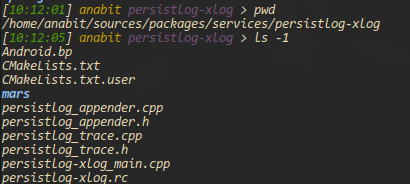 [10:12:01] anabit persistlog-xlog > pwd
/home/anabit/sources/packages/services/persistlog-xlog
[10:12:05] anabit persistlog-xlog > ls -1
Android.bp
CMakeLists.txt
CMakeLists.txt.user
mars
persistlog_appender.cpp
persistlog_appender.h
persistlog_trace.cpp
persistlog_trace.h
persistlog-xlog_main.cpp
persistlog-xlog.rc